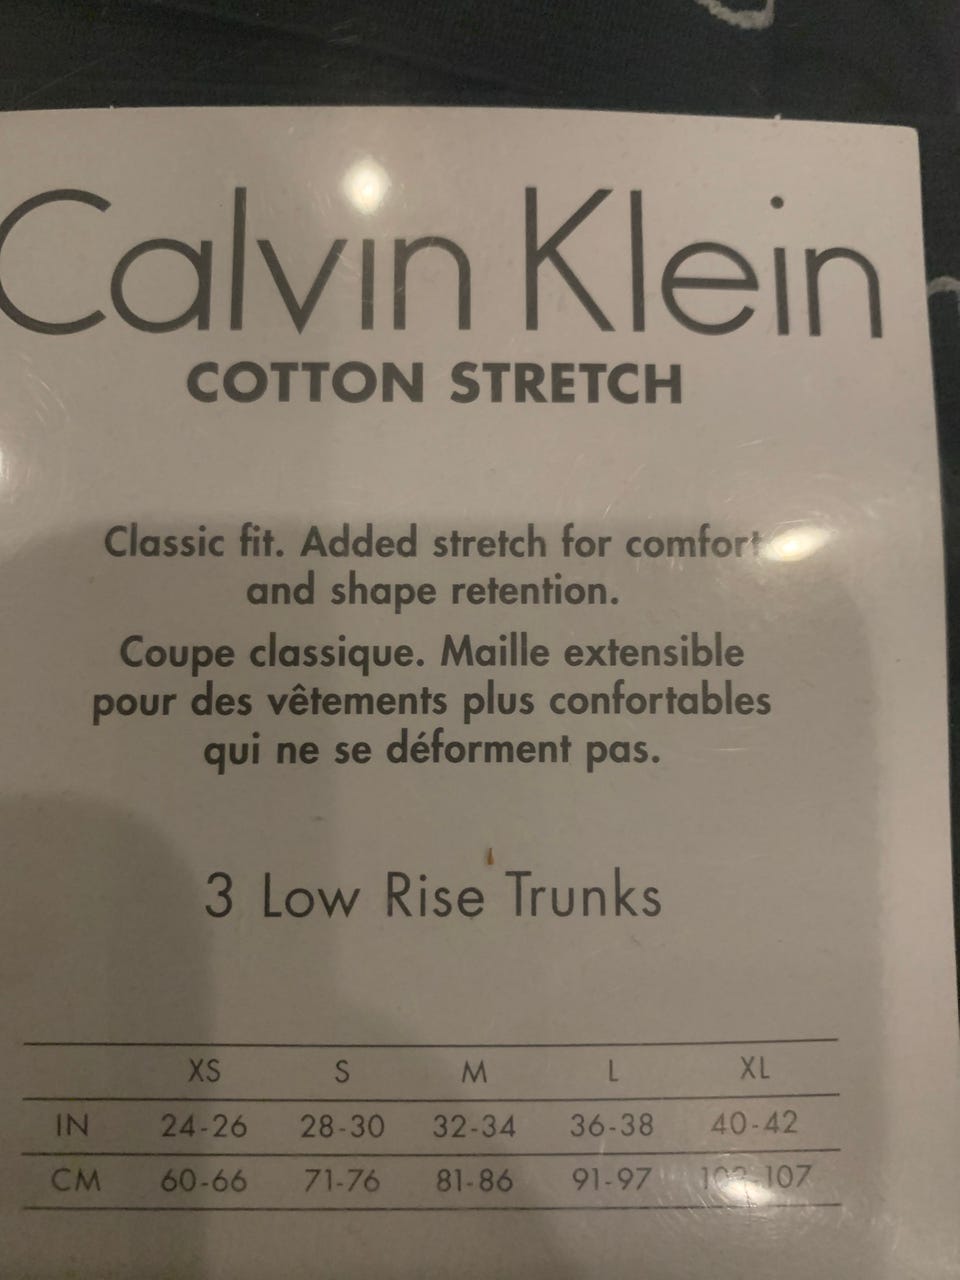 Calvin Klein
COTTON STRETCH
Classic fit. Added stretch for comfort
and shape retention.
Coupe classique. Maille extensible
pour des vêtements plus confortables
qui ne se déforment pas.
3 Low Rise Trunks
XS S M L XL
IN 24-26 28-30 32-34 36-38 40-42
CM 60-66 71-76 81-86 91-97 102-107